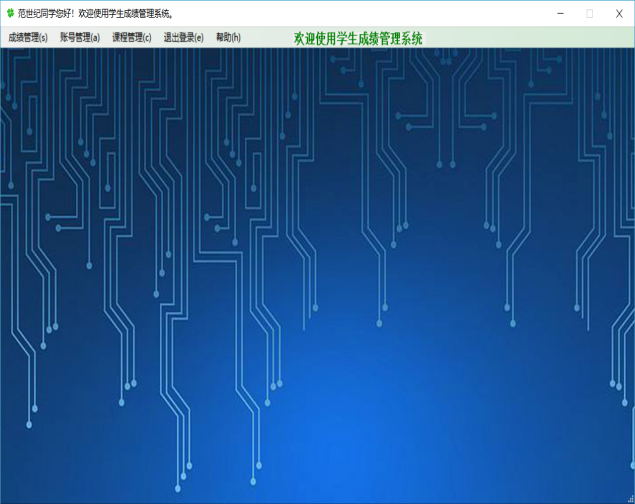 范世纪同学您好！欢迎使用学生成绩管理系统。
成绩管理(s) 账号管理(a) 课程管理(c) 退出登录(e) 帮助(h) 欢迎使用学生成绩管理系统